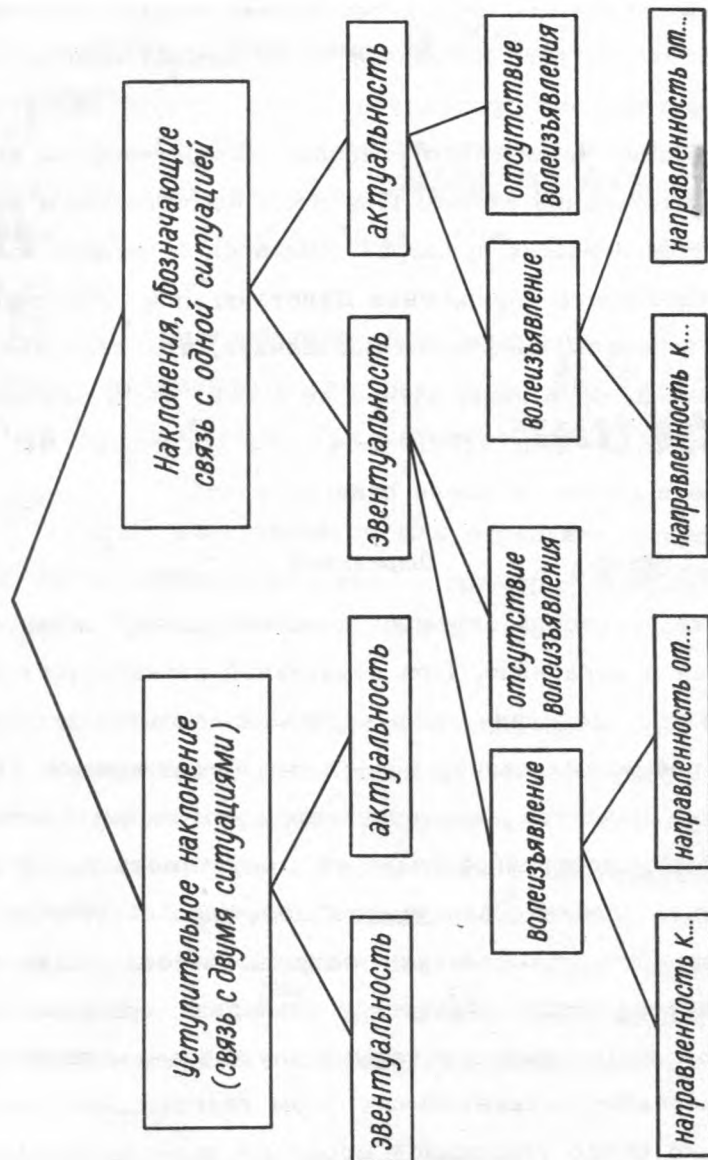 Уступительное наклонение
(связь с двумя ситуациями)
Наклонения, обозначающие
связь с одной ситуацией
эвентуальность
актуальность
эвентуальность
актуальность
волеизъявление
отсутствие
волеизъявления
волеизъявление
отсутствие
волеизъявления
направленность к...
направленность от...
направленность к...
направленность от...